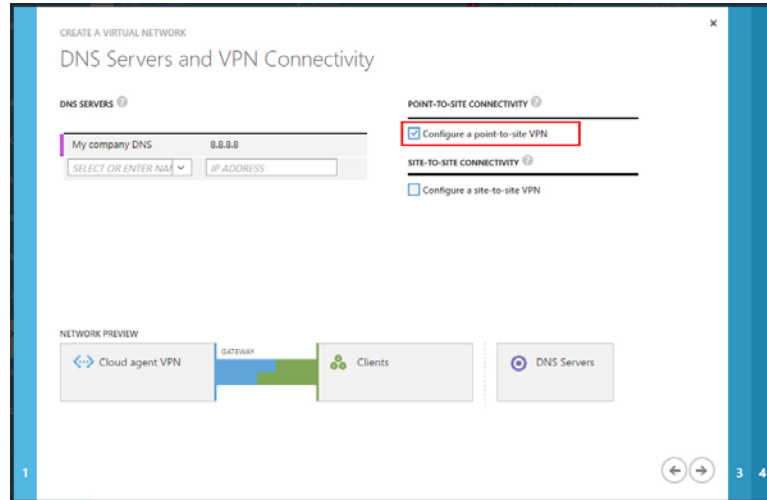 CREATE A VIRTUAL NETWORK
DNS Servers and VPN Connectivity
DNS SERVERS
My company DNS 8.8.8.8
SELECT OR ENTER NAM IP ADDRESS
POINT-TO-SITE CONNECTIVITY
Configure a point-to-site VPN
SITE-TO-SITE CONNECTIVITY
Configure a site-to-site VPN
NETWORK PREVIEW
Cloud agent VPN
GATEWAY
Clients
DNS Servers
1
3 4